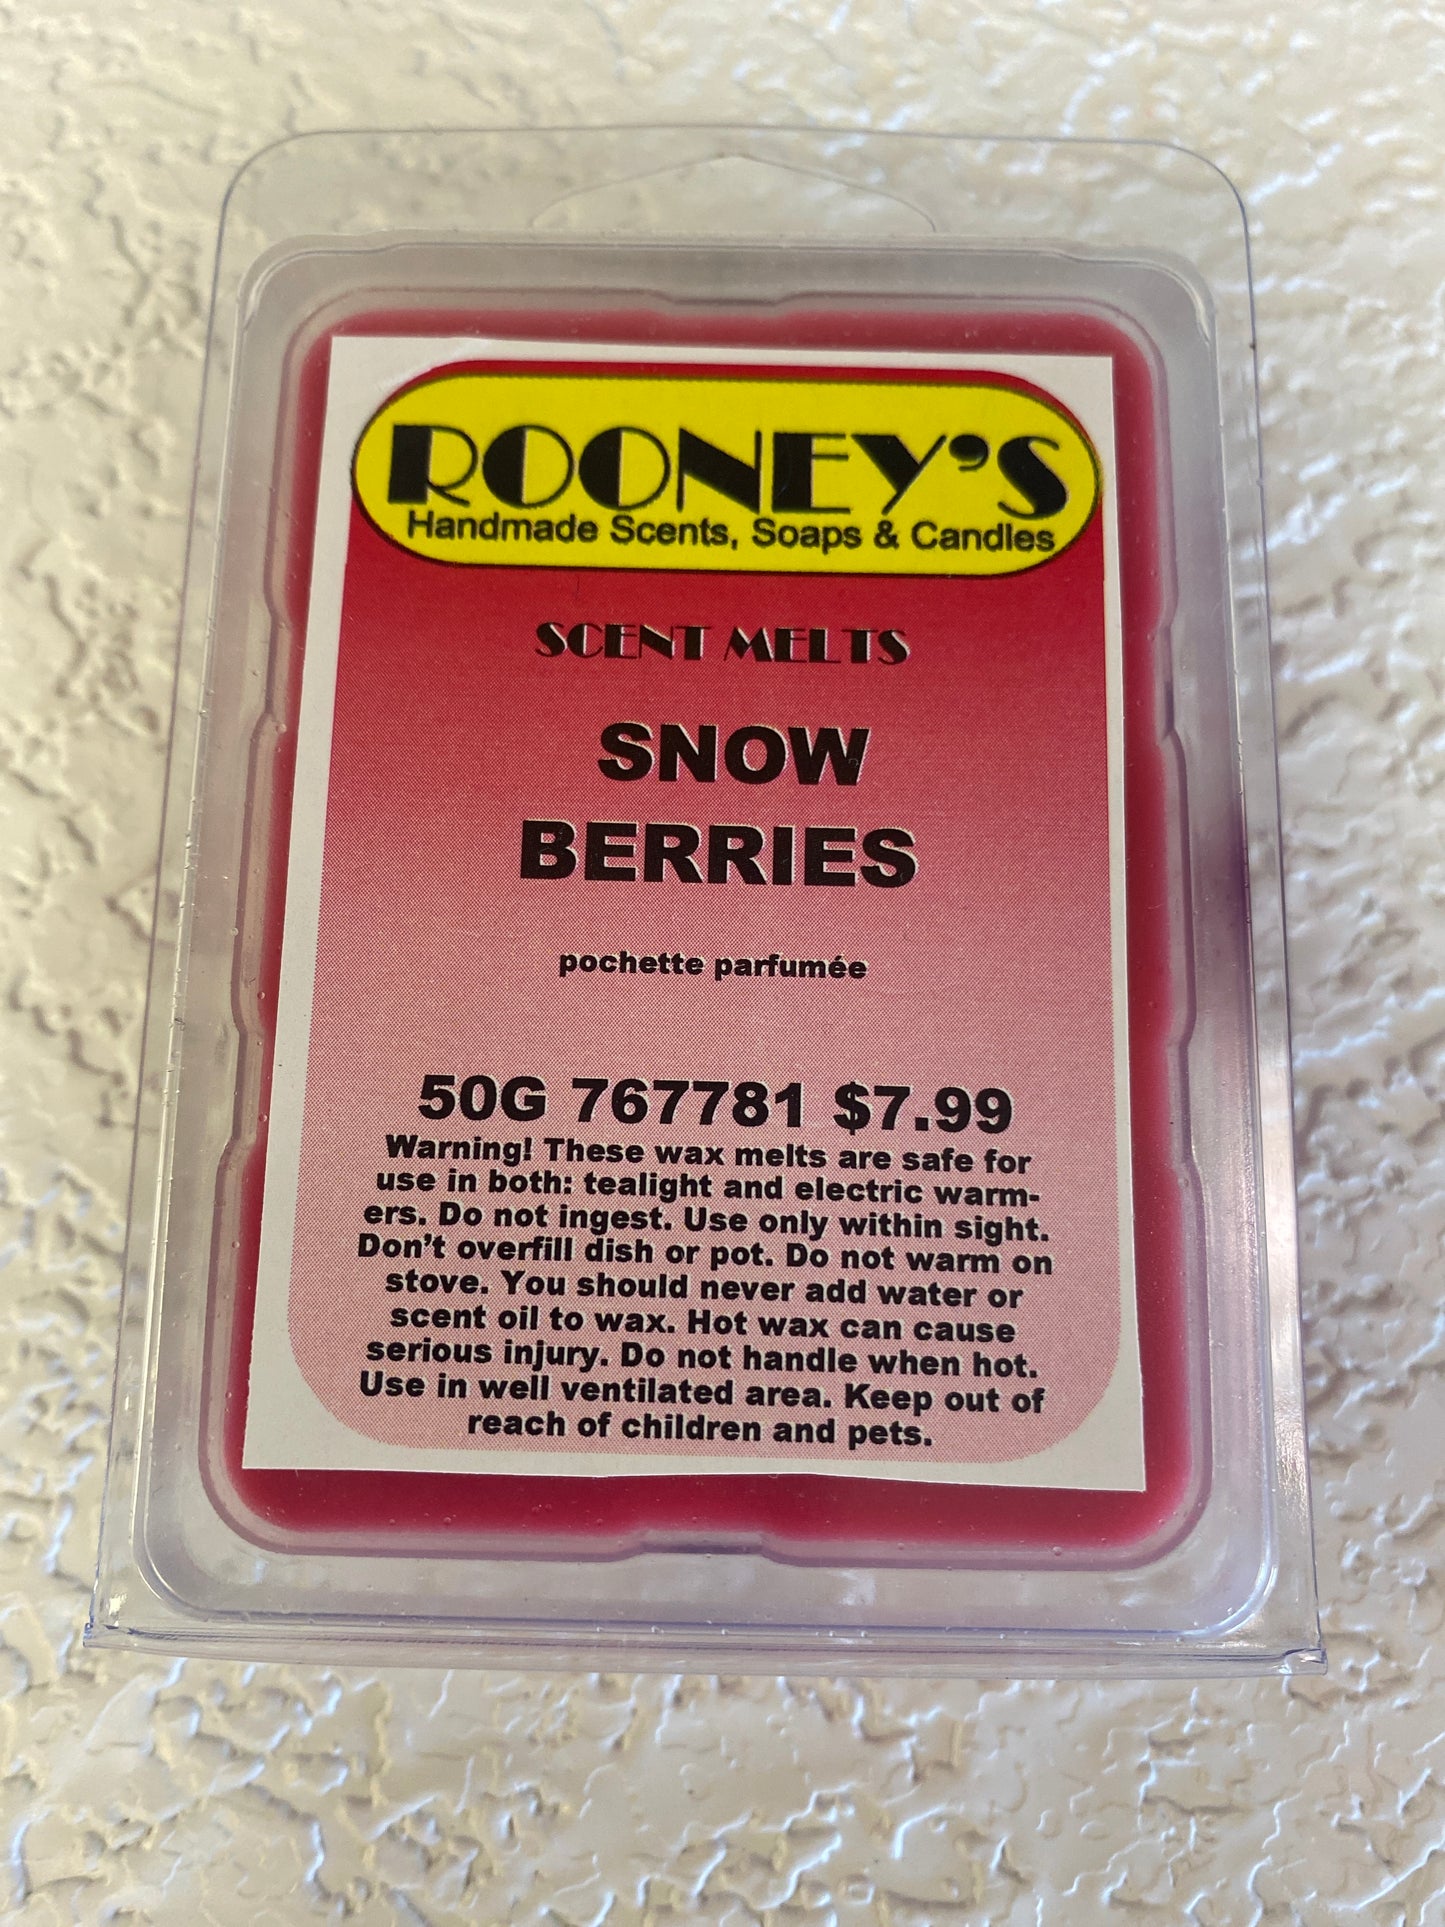 ROONEY'S
Handmade Scents, Soaps & Candles
SCENT MELTS
SNOW
BERRIES
pochette parfumée
50G 767781 $7.99
Warning! These wax melts are safe for
use in both: tealight and electric warm-
ers. Do not ingest. Use only within sight.
Don't overfill dish or pot. Do not warm on
stove. You should never add water or
scent oil to wax. Hot wax can cause
serious injury. Do not handle when hot.
Use in well ventilated area. Keep out of
reach of children and pets.